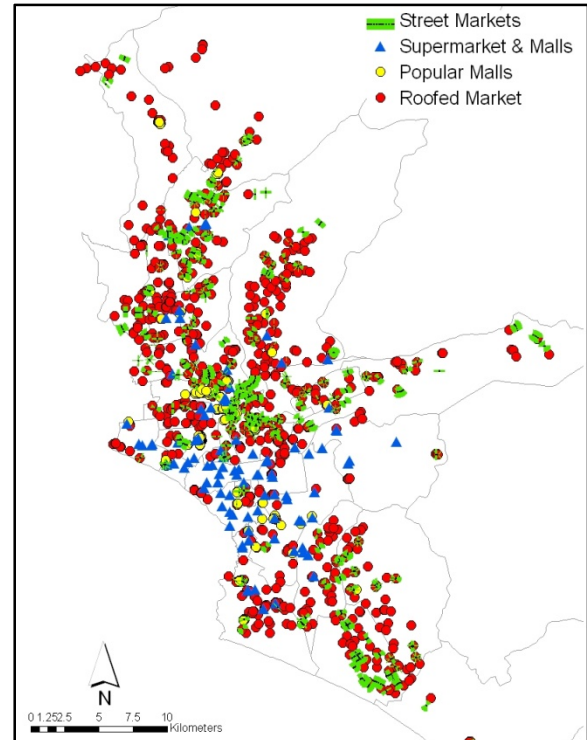 Street Markets
Supermarket & Malls
Popular Malls
Roofed Market
N
0 1.252.5 5 7.5 10
Kilometers